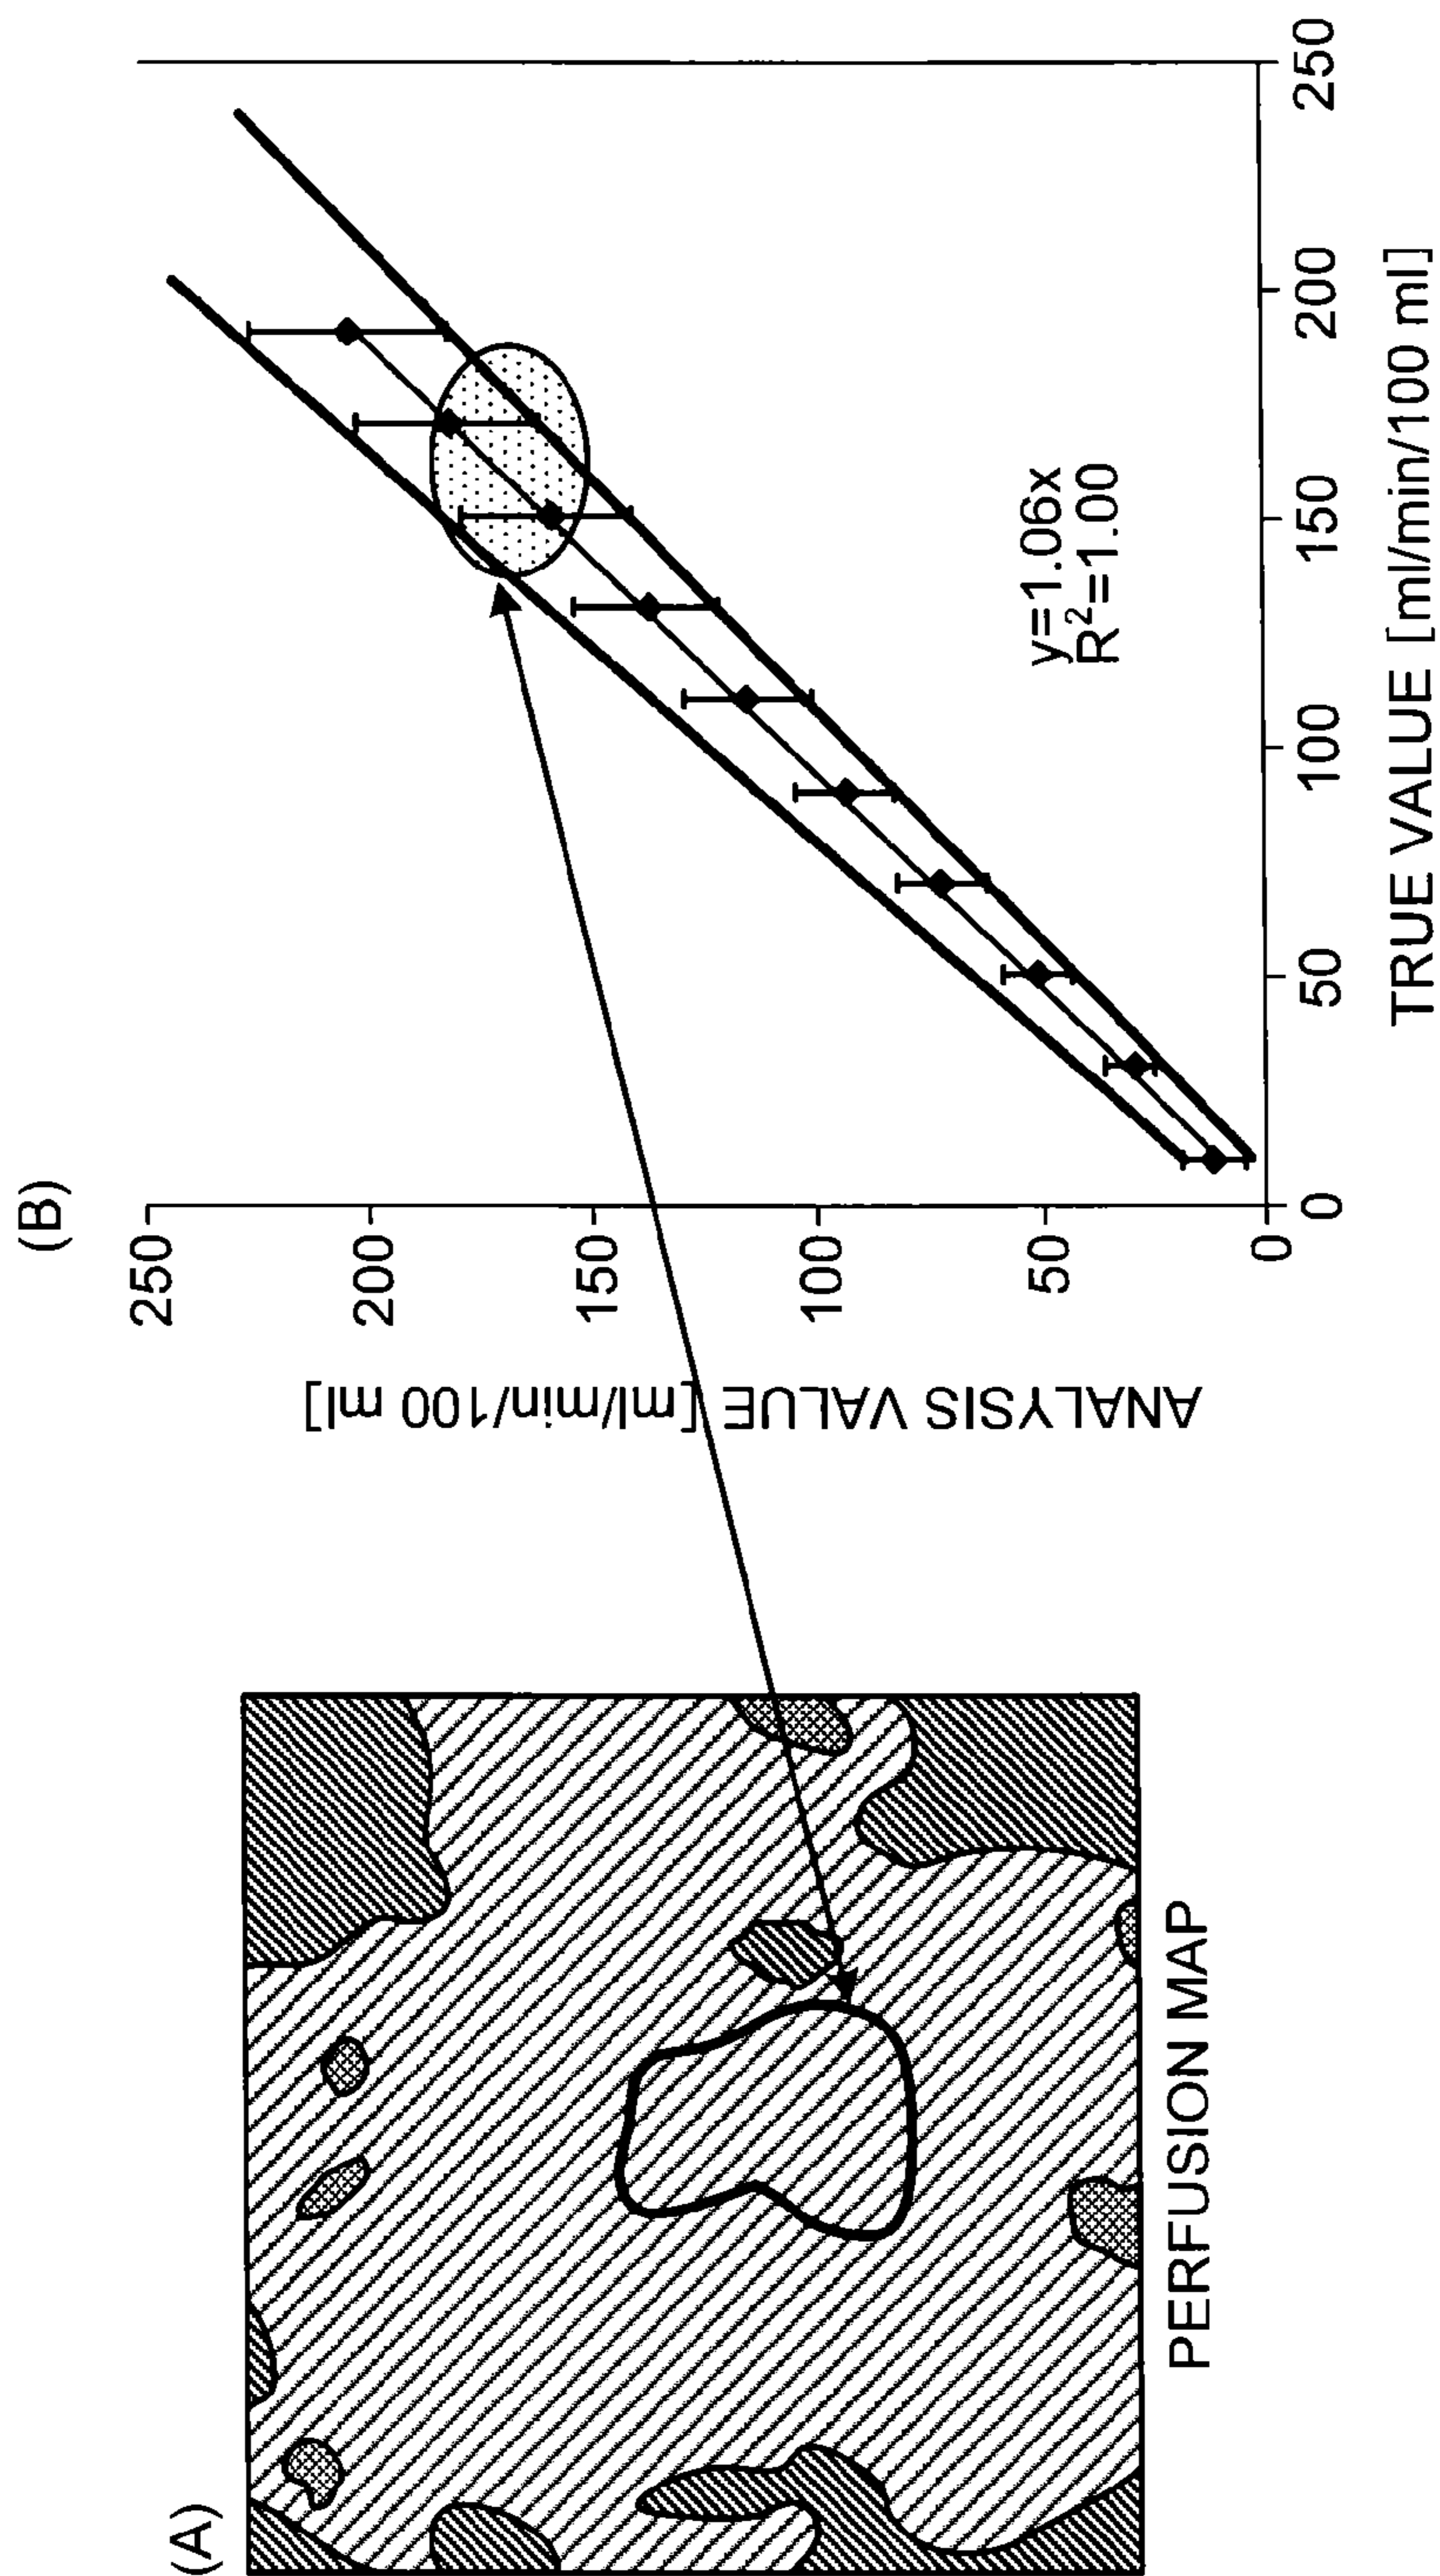 (A)
PERFUSION MAP
(B)
ANALYSIS VALUE [ml/min/100 ml]
250
200
150
100
50
0
y=1.06x
R²=1.00
0
50
100
150
200
250
TRUE VALUE [ml/min/100 ml]